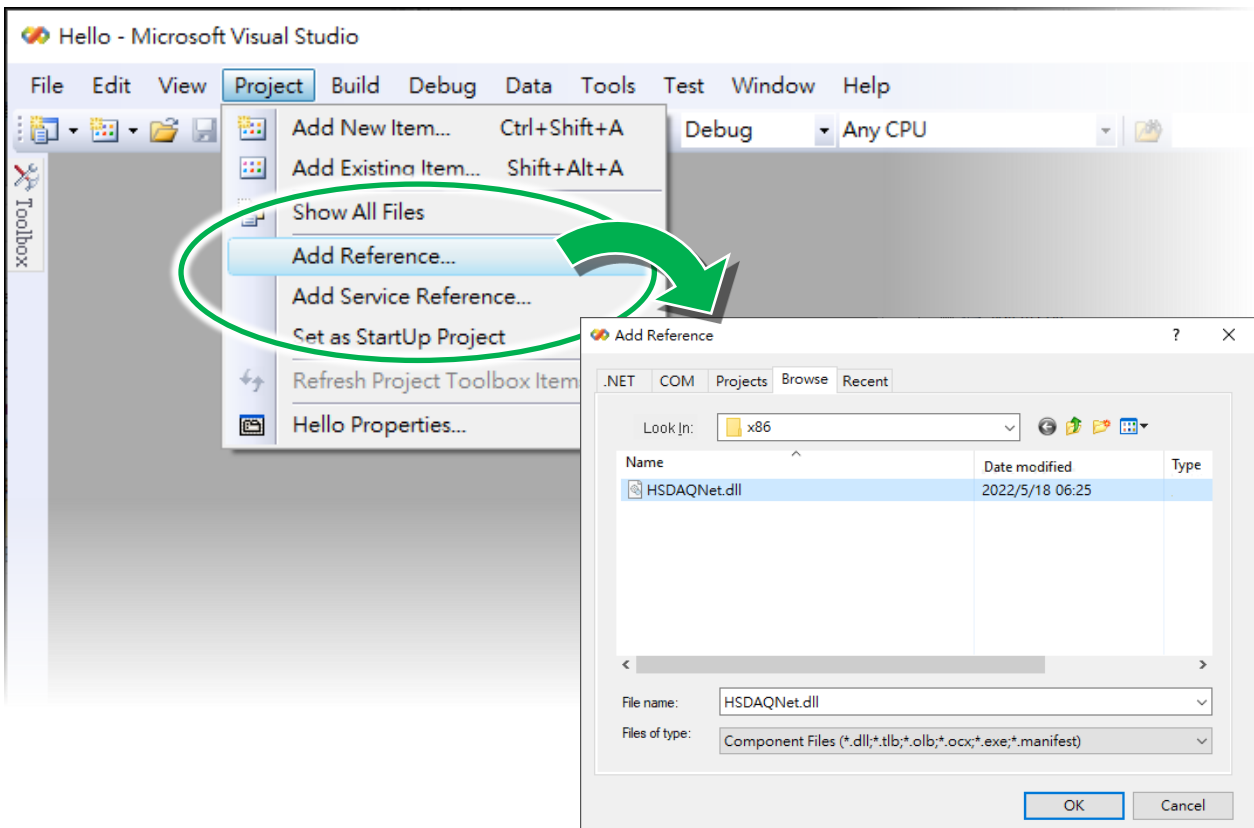 Hello - Microsoft Visual Studio
File Edit View Project Build Debug Data Tools Test Window Help
Debug Any CPU
Toolbox
Add New Item... Ctrl+Shift+A
Add Existing Item... Shift+Alt+A
Show All Files
Add Reference...
Add Service Reference...
Set as StartUp Project
Refresh Project Toolbox Item
Hello Properties...
Add Reference ?
.NET COM Projects Browse Recent
Look In: x86
Name Date modified Type
HSDAQNet.dll 2022/5/18 06:25
File name: HSDAQNet.dll
Files of type: Component Files (*.dll;*.tlb;*.olb;*.ocx;*.exe;*.manifest)
OK Cancel